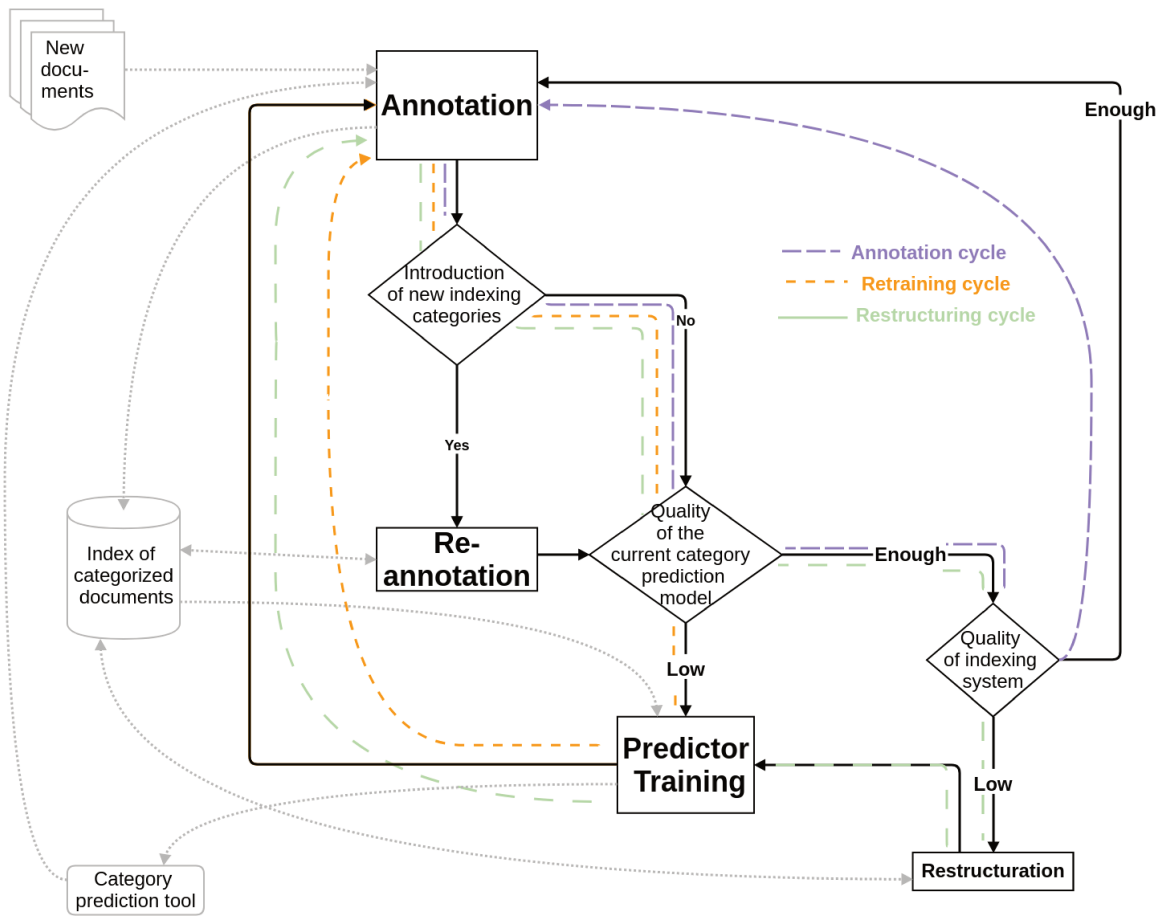 New
docu-
ments
Annotation
Enough
Annotation cycle
Retraining cycle
Restructuring cycle
Introduction
of new indexing
categories
No
Yes
Quality
of the
current category
prediction
model
Re-
annotation
Enough
Index of
categorized
documents
Quality
of indexing
system
Low
Predictor
Training
Low
Restructuration
Category
prediction tool